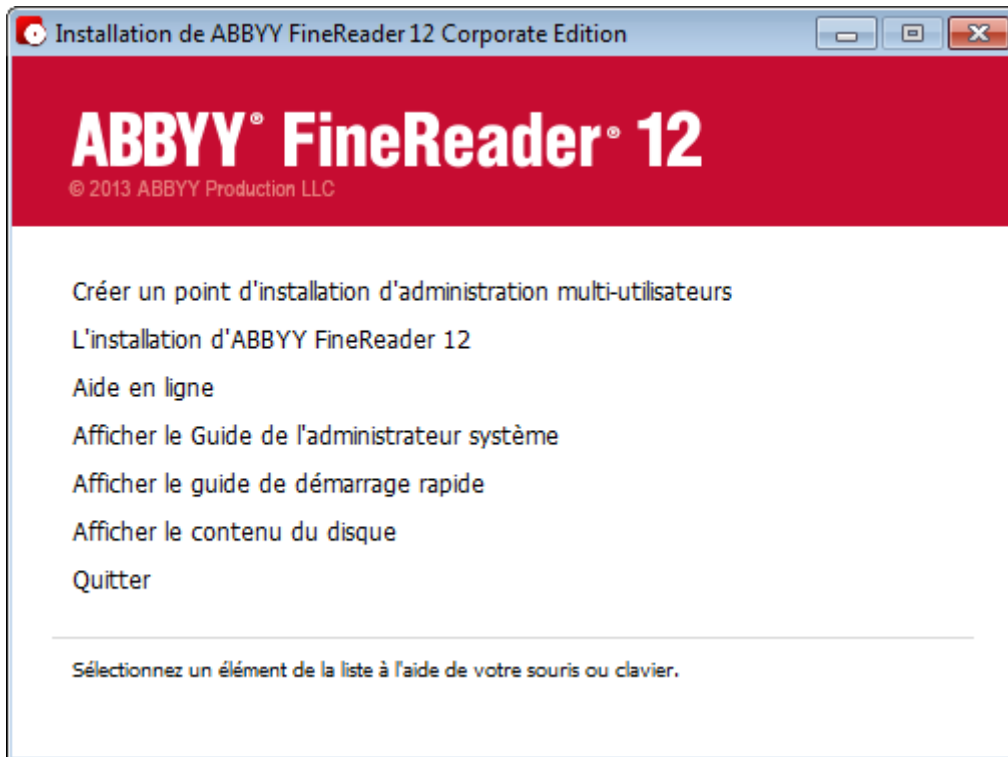 Installation de ABBYY FineReader 12 Corporate Edition
ABBYY® FineReader® 12
© 2013 ABBYY Production LLC
Créer un point d'installation d'administration multi-utilisateurs
L'installation d'ABBYY FineReader 12
Aide en ligne
Afficher le Guide de l'administrateur système
Afficher le guide de démarrage rapide
Afficher le contenu du disque
Quitter
Sélectionnez un élément de la liste à l'aide de votre souris ou clavier.